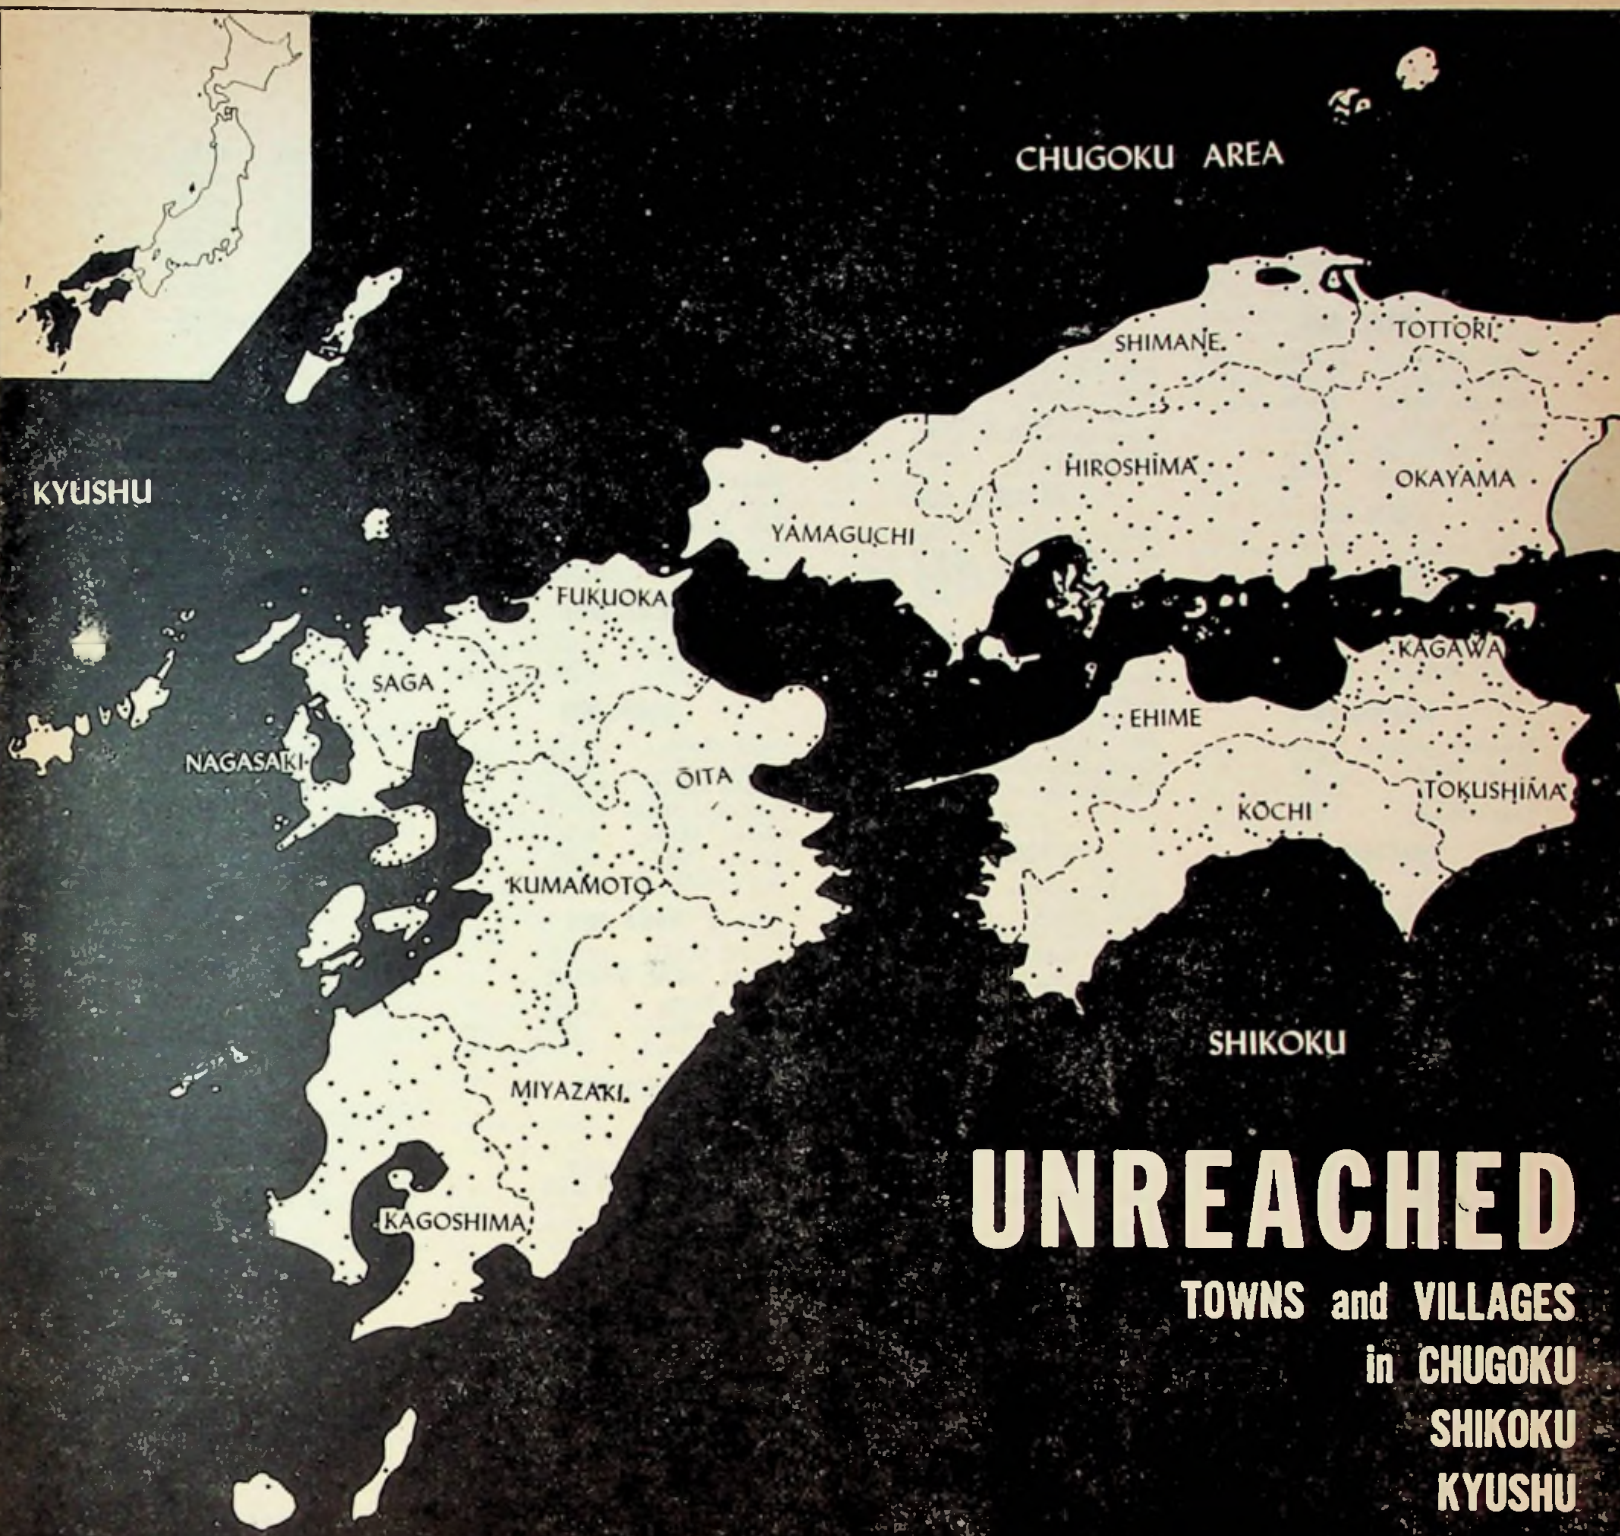 CHUGOKU AREA
SHIMANE
TOTTORI
KYUSHU
HIROSHIMA
OKAYAMA
YAMAGUCHI
FUKUOKA
KAGAWA
SAGA
EHIME
NAGASAKI
ŌITA
TOKUSHIMA
KŌCHI
KUMAMOTO
SHIKOKU
MIYAZAKI
KAGOSHIMA
UNREACHED
TOWNS and VILLAGES
in CHUGOKU
SHIKOKU
KYUSHU